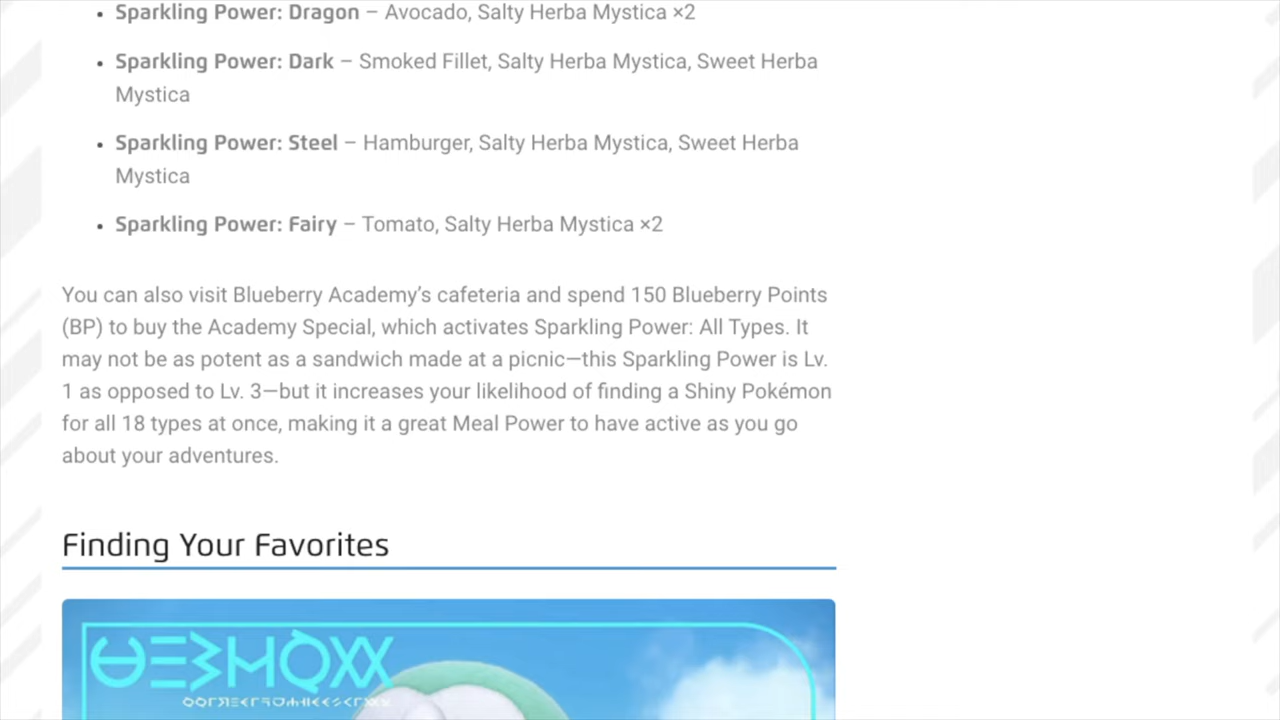 • Sparkling Power: Dragon – Avocado, Salty Herba Mystica ×2
• Sparkling Power: Dark – Smoked Fillet, Salty Herba Mystica, Sweet Herba
Mystica
• Sparkling Power: Steel – Hamburger, Salty Herba Mystica, Sweet Herba
Mystica
• Sparkling Power: Fairy – Tomato, Salty Herba Mystica ×2
You can also visit Blueberry Academy’s cafeteria and spend 150 Blueberry Points
(BP) to buy the Academy Special, which activates Sparkling Power: All Types. It
may not be as potent as a sandwich made at a picnic—this Sparkling Power is Lv.
1 as opposed to Lv. 3—but it increases your likelihood of finding a Shiny Pokémon
for all 18 types at once, making it a great Meal Power to have active as you go
about your adventures.
Finding Your Favorites